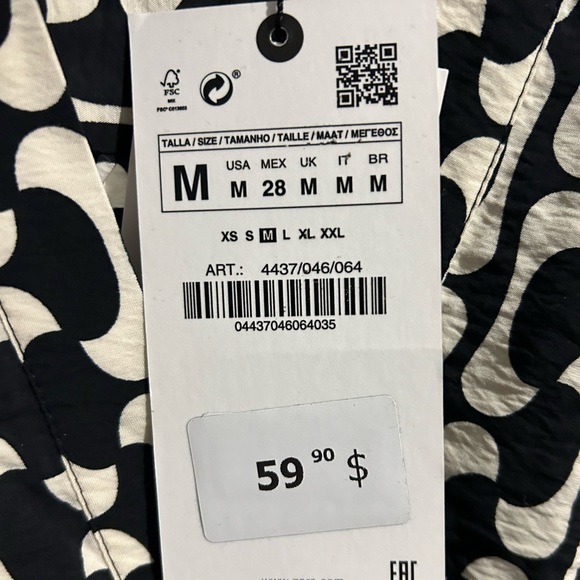 FSC
MIX
®
TALLA / SIZE / TAMANHO / TAILLE / MAAT / ΜΕΓΕΘΟΣ
M
USA MEX UK IT BR
M 28 M M M
XS S M L XL XXL
ART.: 4437/046/064
04437046064035
59 90 $
EAC